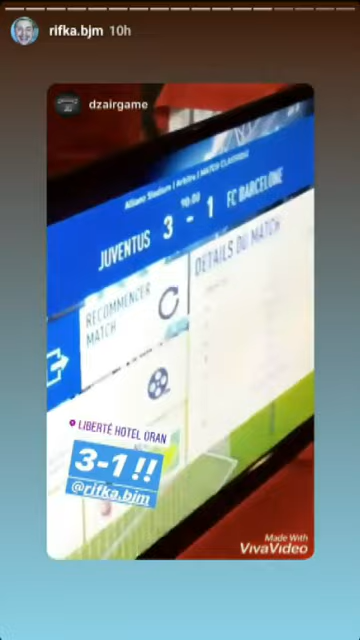 rifka.bjm 10h
dzairgame
Allianz Stadium | Arbitre | MATCH CLASSIQUE
90:00
JUVENTUS 3 - 1 FC BARCELONE
DÉTAILS DU MATCH
RECOMMENCER
MATCH
LIBERTÉ HOTEL ORAN
3-1 !!
@rifka.bjm
Made With
VivaVideo